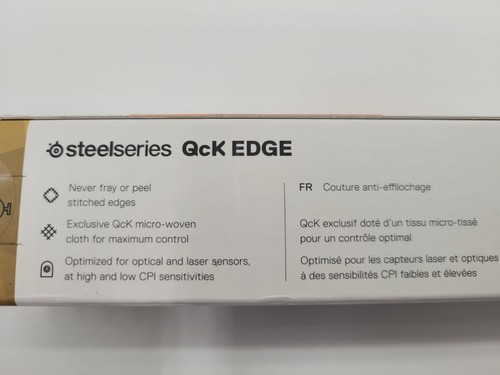 steelseries QcK EDGE
Never fray or peel
stitched edges
Exclusive QcK micro-woven
cloth for maximum control
Optimized for optical and laser sensors,
at high and low CPI sensitivities
FR Couture anti-effilochage
QcK exclusif doté d'un tissu micro-tissé
pour un contrôle optimal
Optimisé pour les capteurs laser et optiques
à des sensibilités CPI faibles et élevées